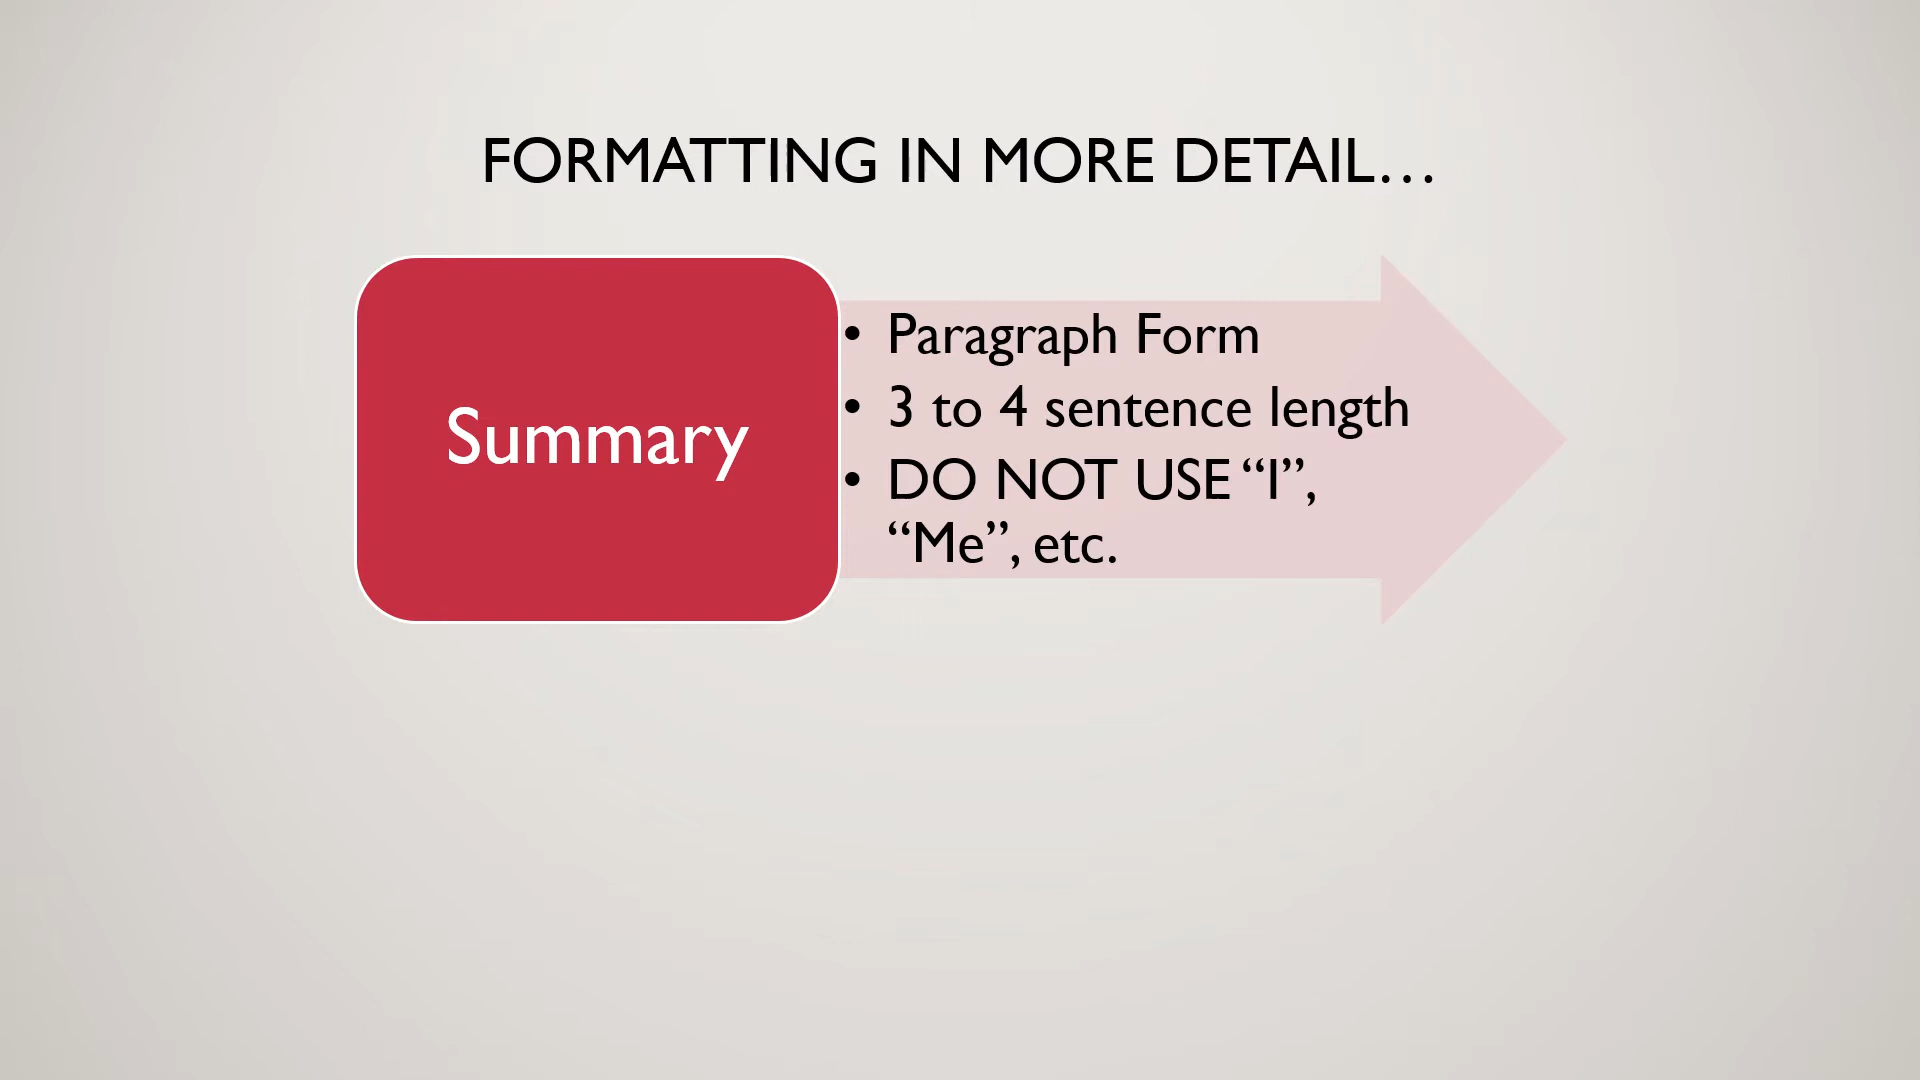 FORMATTING IN MORE DETAIL…
Summary
• Paragraph Form
• 3 to 4 sentence length
• DO NOT USE “I”,
“Me”, etc.